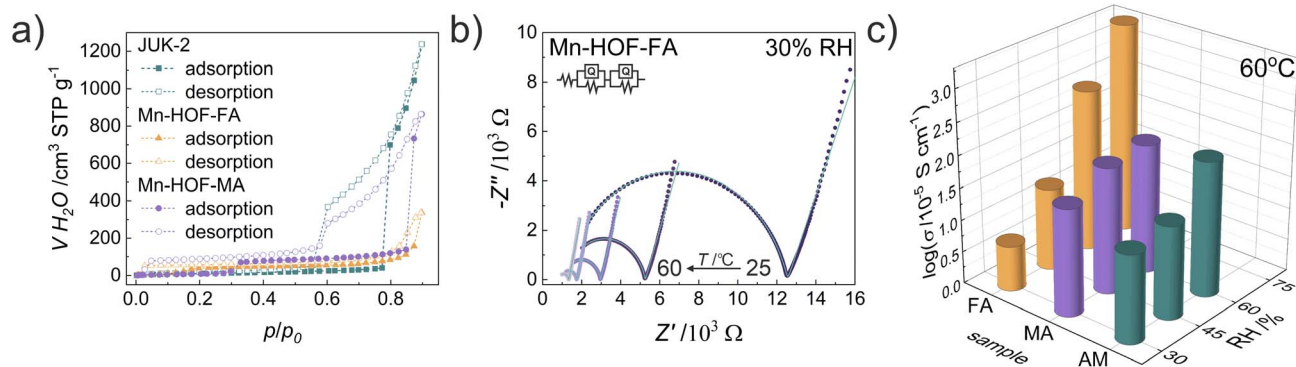 a)
V H₂O /cm³ STP g⁻¹
1200
1000
800
600
400
200
0
JUK-2
adsorption
desorption
Mn-HOF-FA
adsorption
desorption
Mn-HOF-MA
adsorption
desorption
0.0 0.2 0.4 0.6 0.8
p/p₀
b)
-Z'' /10³ Ω
10
8
6
4
2
0
Mn-HOF-FA 30% RH
Q Q
60 T /°C 25
0 2 4 6 8 10 12 14 16
Z' /10³ Ω
c)
60°C
log(σ /10⁻⁵ S cm⁻¹)
3.0
2.5
2.0
1.5
1.0
0.5
0.0
FA
MA
AM
sample
30
45
60
75
RH /%